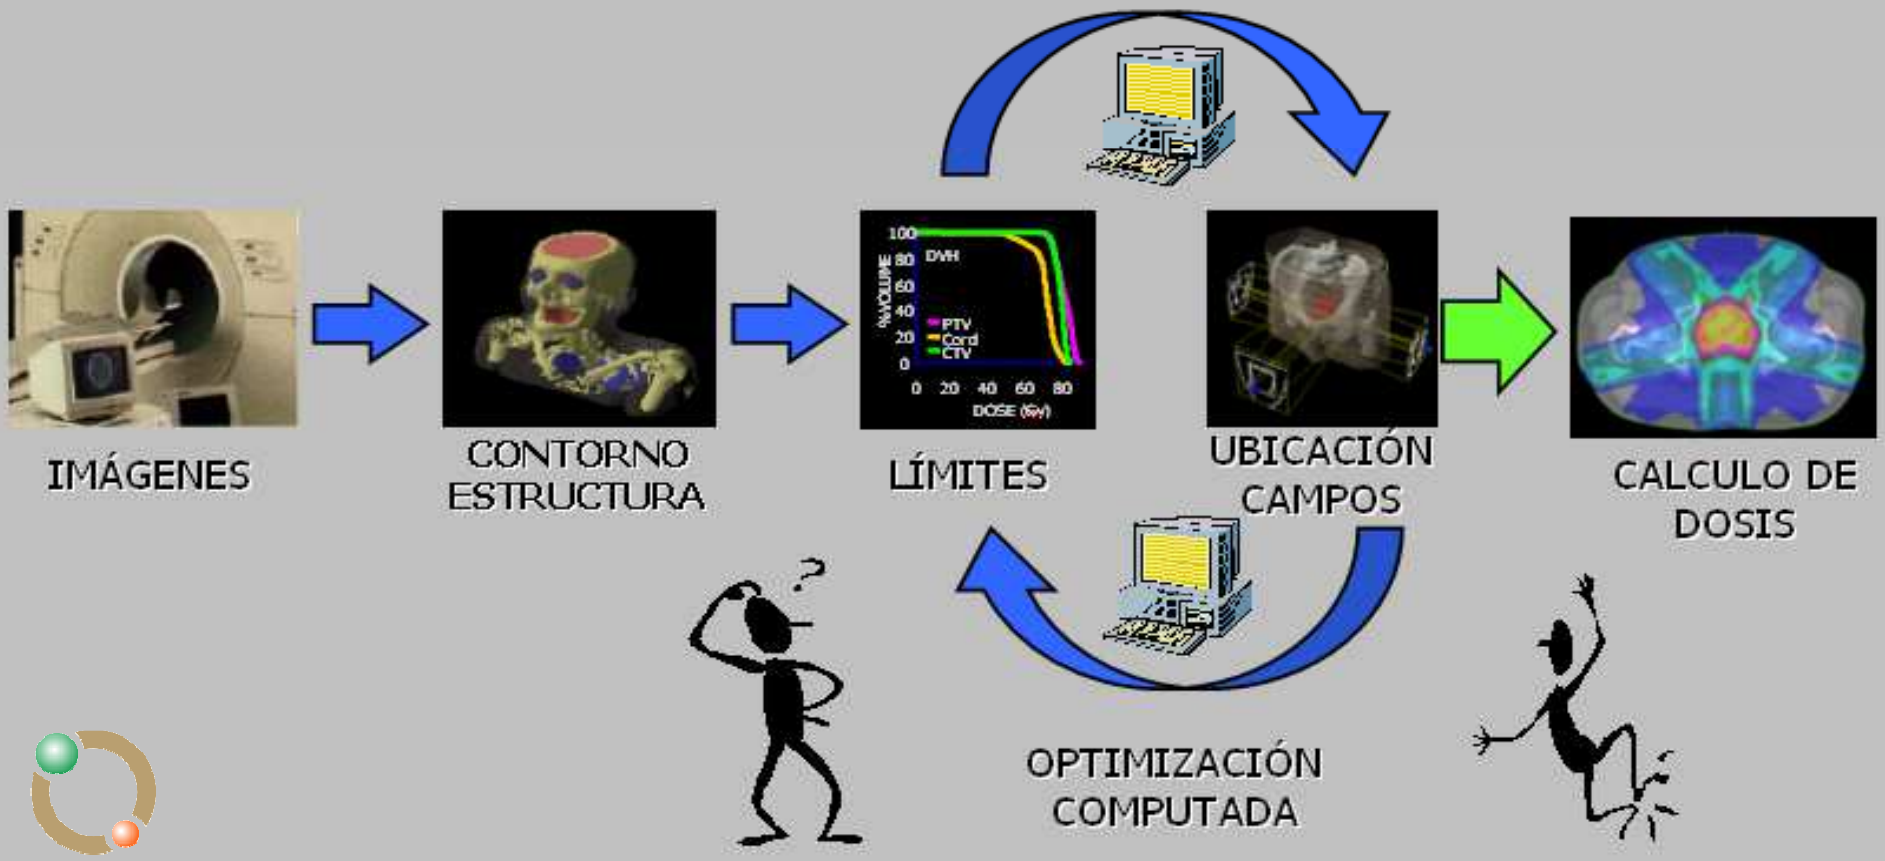 100
80
60
40
20
0
%VOLUME
DVH
PTV
Cord
CTV
0 20 40 60 80
DOSE (Gy)
IMÁGENES
CONTORNO
ESTRUCTURA
LÍMITES
UBICACIÓN
CAMPOS
CALCULO DE
DOSIS
?
OPTIMIZACIÓN
COMPUTADA